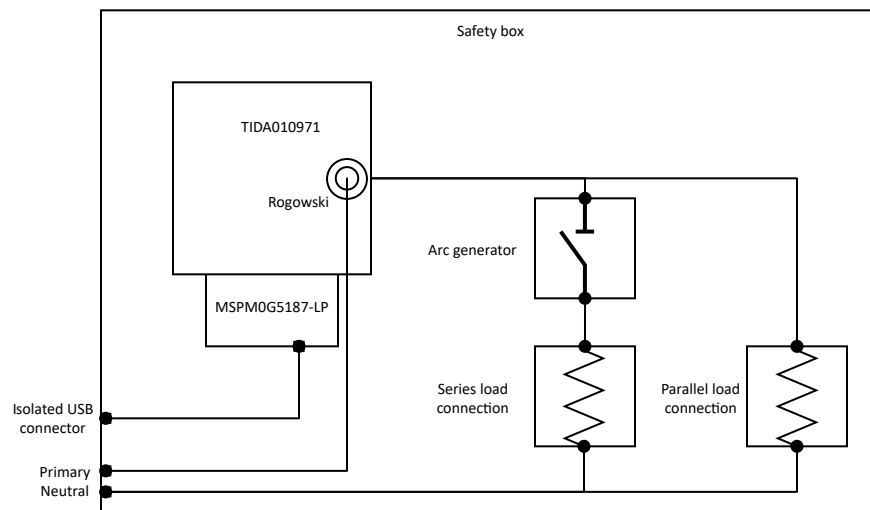 Safety box
TIDA010971
Rogowski
Arc generator
MSPM0G5187-LP
Series load
connection
Parallel load
connection
Isolated USB
connector
Primary
Neutral